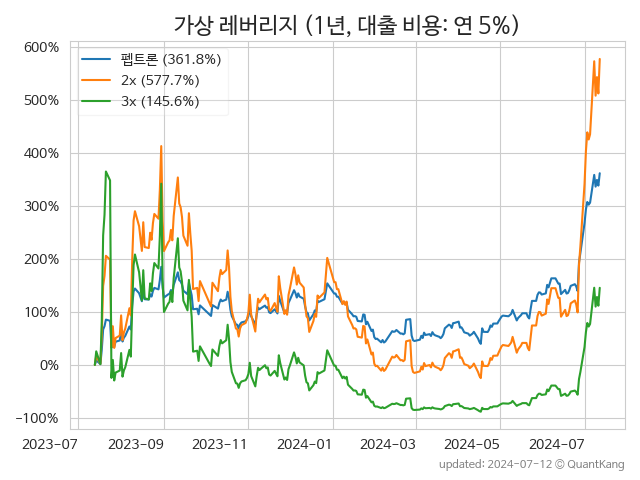 가상 레버리지 (1년, 대출 비용: 연 5%)
펩트론 (361.8%)
2x (577.7%)
3x (145.6%)
600%
500%
400%
300%
200%
100%
0%
−100%
2023-07 2023-09 2023-11 2024-01 2024-03 2024-05 2024-07
updated: 2024-07-12 © QuantKang